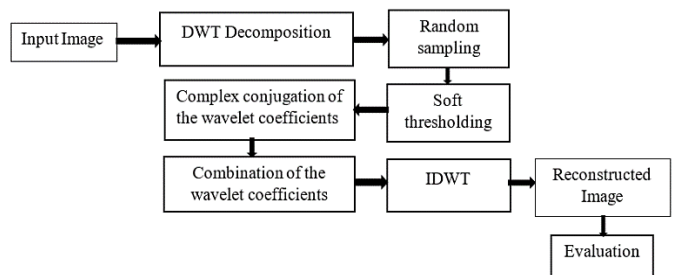 Input Image
DWT Decomposition
Random
sampling
Complex conjugation of
the wavelet coefficients
Soft
thresholding
Combination of the
wavelet coefficients
IDWT
Reconstructed
Image
Evaluation